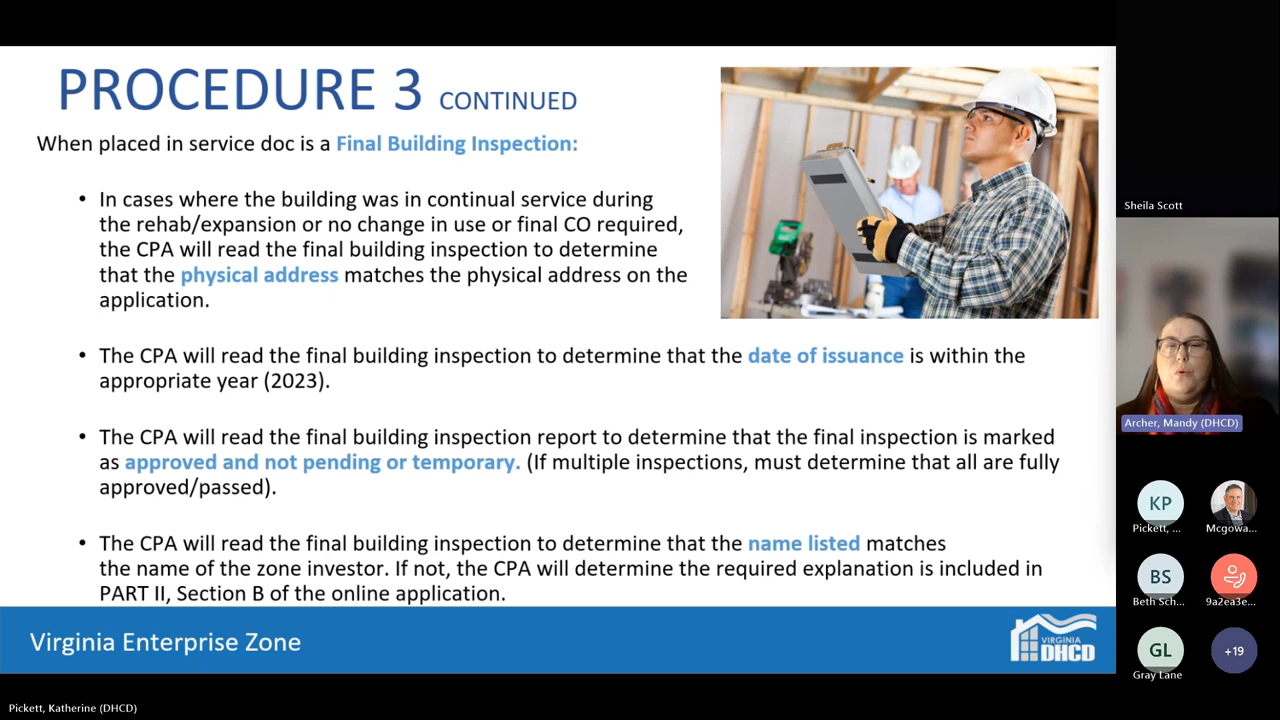 PROCEDURE 3 CONTINUED
When placed in service doc is a Final Building Inspection:
• In cases where the building was in continual service during
the rehab/expansion or no change in use or final CO required,
the CPA will read the final building inspection to determine
that the physical address matches the physical address on the
application.
• The CPA will read the final building inspection to determine that the date of issuance is within the
appropriate year (2023).
• The CPA will read the final building inspection report to determine that the final inspection is marked
as approved and not pending or temporary. (If multiple inspections, must determine that all are fully
approved/passed).
• The CPA will read the final building inspection to determine that the name listed matches
the name of the zone investor. If not, the CPA will determine the required explanation is included in
PART II, Section B of the online application.
Virginia Enterprise Zone
VIRGINIA
DHCD
Sheila Scott
Archer, Mandy (DHCD)
KP
Pickett, ...
Mcgowa...
BS
Beth Sch...
9a2ea3e...
GL
Gray Lane
+19
Pickett, Katherine (DHCD)